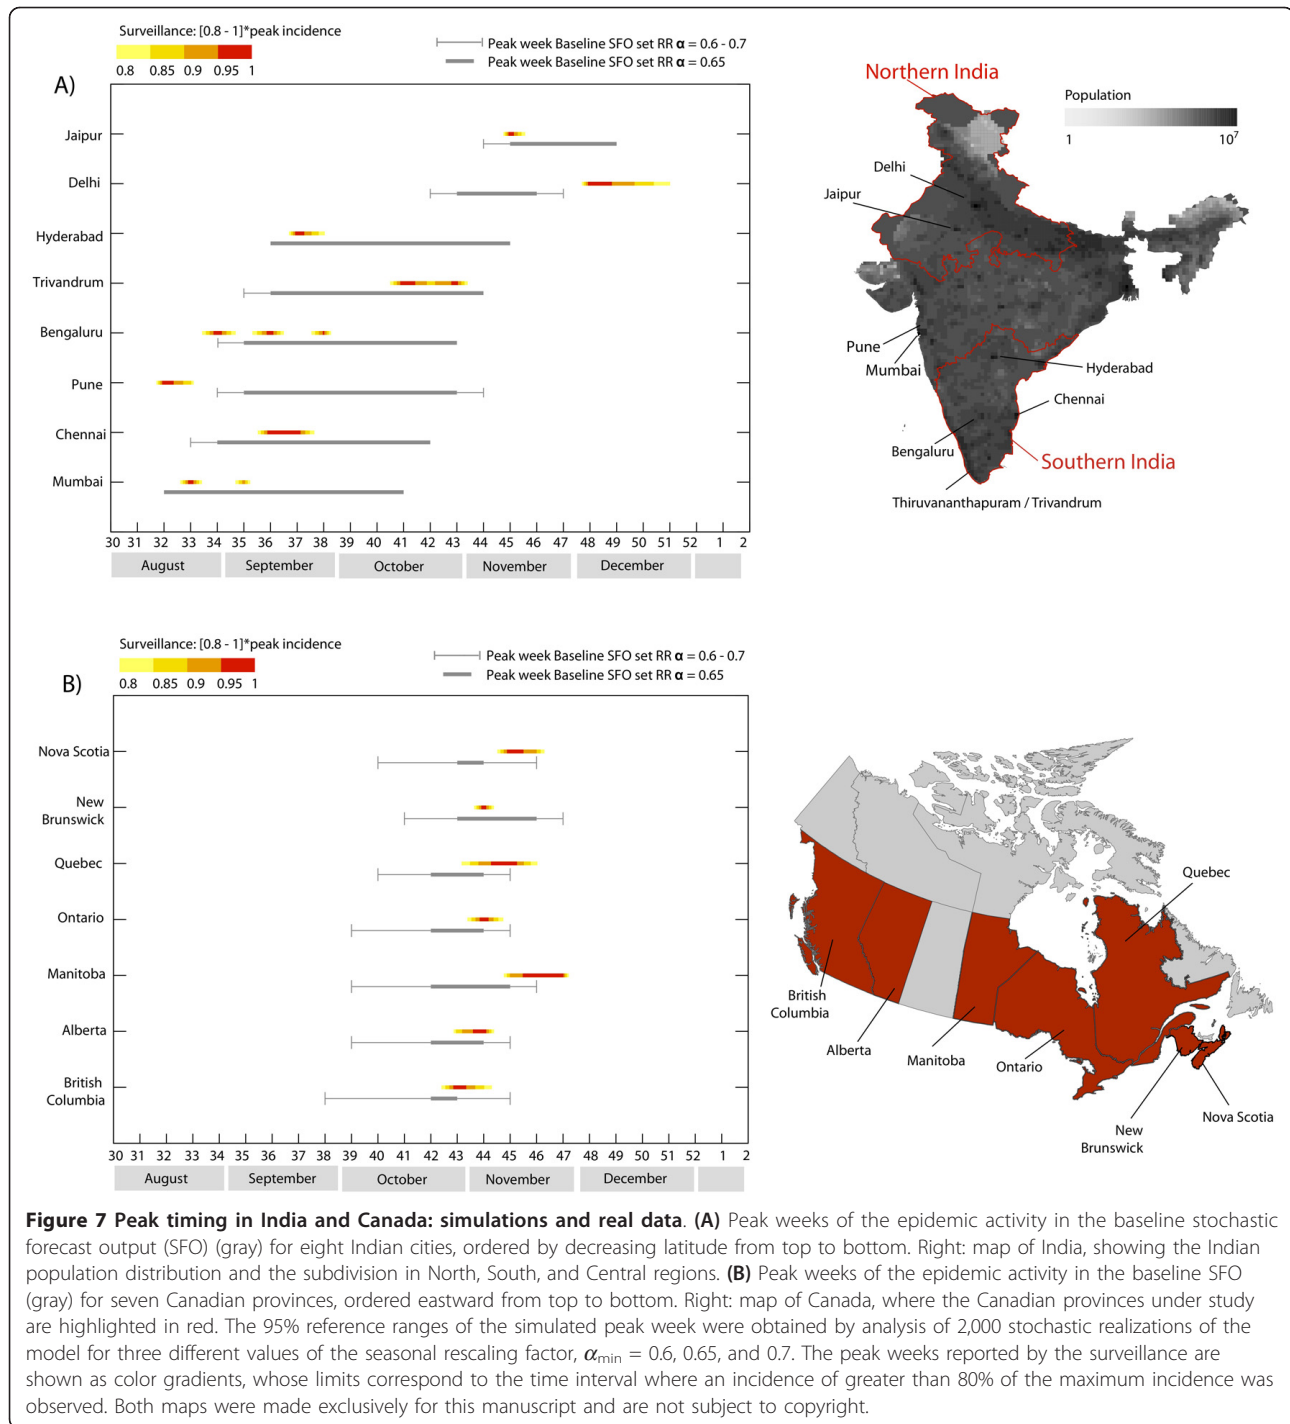 Surveillance: [0.8 - 1]*peak incidence
0.8 0.85 0.9 0.95 1
Peak week Baseline SFO set RR α = 0.6 - 0.7
Peak week Baseline SFO set RR α = 0.65
A)
Jaipur
Delhi
Hyderabad
Trivandrum
Bengaluru
Pune
Chennai
Mumbai
30 31 32 33 34 35 36 37 38 39 40 41 42 43 44 45 46 47 48 49 50 51 52 1 2
August September October November December
Northern India
Population
1 10⁷
Delhi
Jaipur
Pune
Mumbai
Hyderabad
Chennai
Bengaluru
Southern India
Thiruvananthapuram / Trivandrum
Surveillance: [0.8 - 1]*peak incidence
0.8 0.85 0.9 0.95 1
Peak week Baseline SFO set RR α = 0.6 - 0.7
Peak week Baseline SFO set RR α = 0.65
B)
Nova Scotia
New
Brunswick
Quebec
Ontario
Manitoba
Alberta
British
Columbia
30 31 32 33 34 35 36 37 38 39 40 41 42 43 44 45 46 47 48 49 50 51 52 1 2
August September October November December
Quebec
British
Columbia
Alberta
Manitoba
Ontario
New
Brunswick
Nova Scotia
Figure 7 Peak timing in India and Canada: simulations and real data. (A) Peak weeks of the epidemic activity in the baseline stochastic
forecast output (SFO) (gray) for eight Indian cities, ordered by decreasing latitude from top to bottom. Right: map of India, showing the Indian
population distribution and the subdivision in North, South, and Central regions. (B) Peak weeks of the epidemic activity in the baseline SFO
(gray) for seven Canadian provinces, ordered eastward from top to bottom. Right: map of Canada, where the Canadian provinces under study
are highlighted in red. The 95% reference ranges of the simulated peak week were obtained by analysis of 2,000 stochastic realizations of the
model for three different values of the seasonal rescaling factor, αmin = 0.6, 0.65, and 0.7. The peak weeks reported by the surveillance are
shown as color gradients, whose limits correspond to the time interval where an incidence of greater than 80% of the maximum incidence was
observed. Both maps were made exclusively for this manuscript and are not subject to copyright.